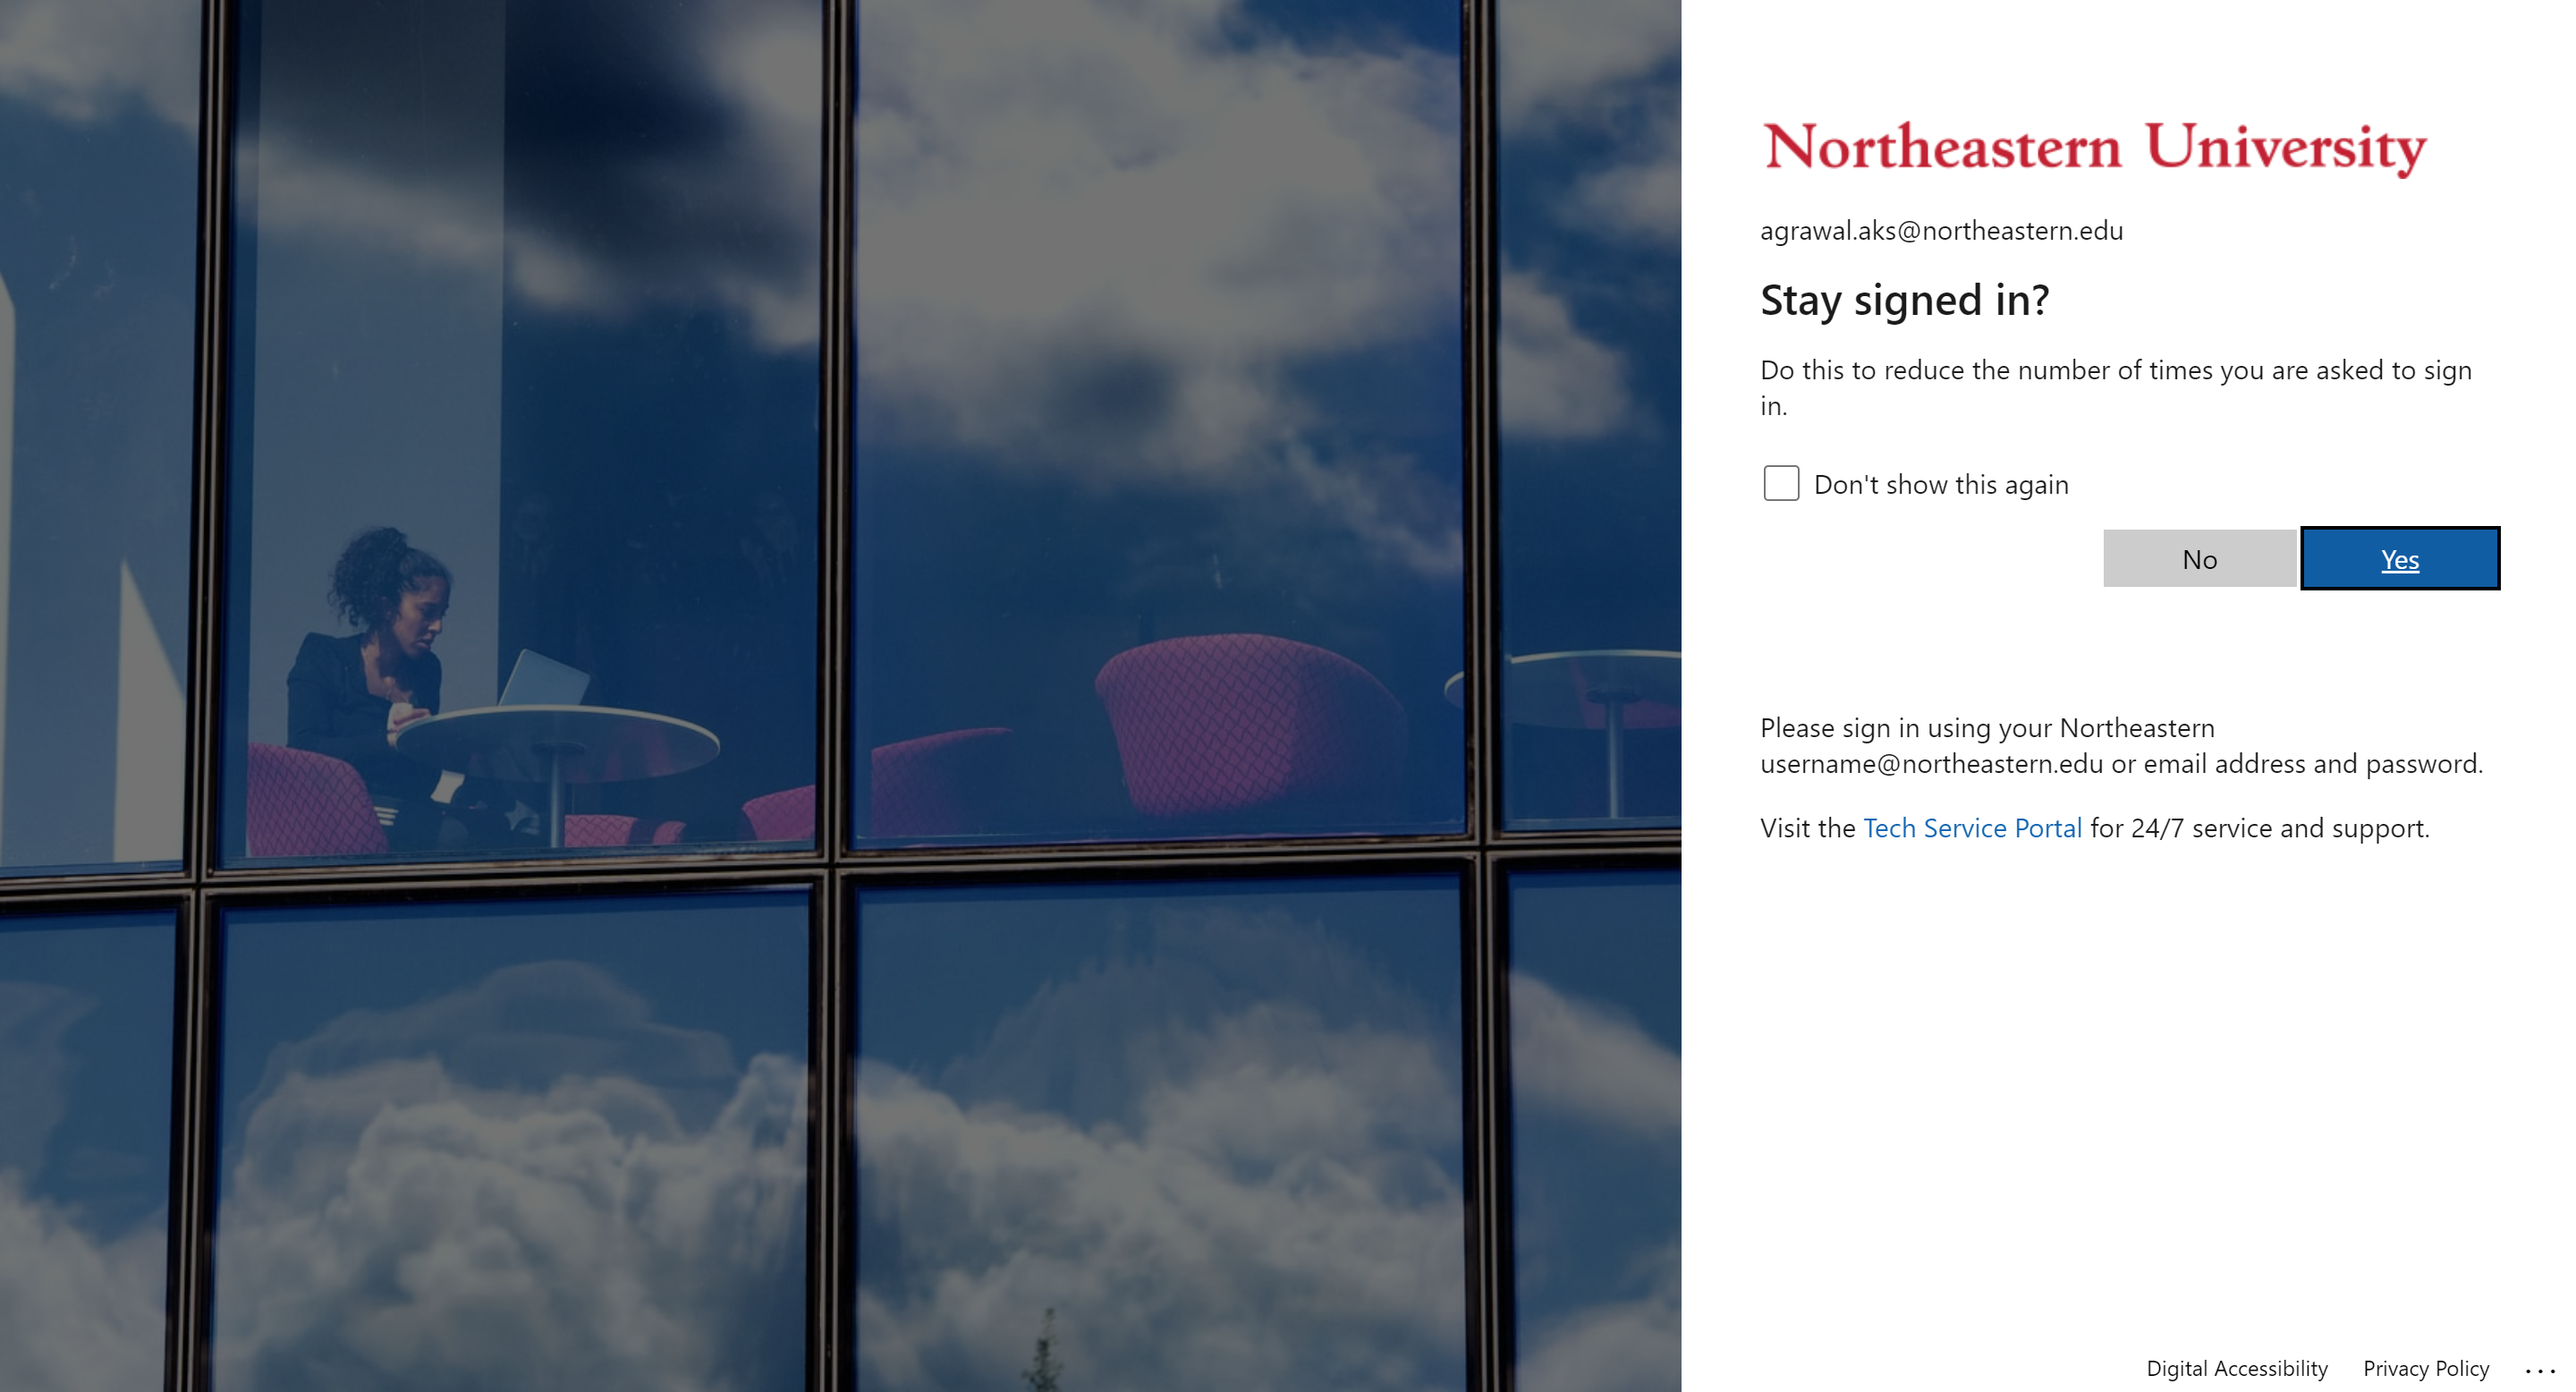 Northeastern University
agrawal.aks@northeastern.edu
Stay signed in?
Do this to reduce the number of times you are asked to sign
in.
Don't show this again
No
Yes
Please sign in using your Northeastern
username@northeastern.edu or email address and password.
Visit the Tech Service Portal for 24/7 service and support.
Digital Accessibility
Privacy Policy
...